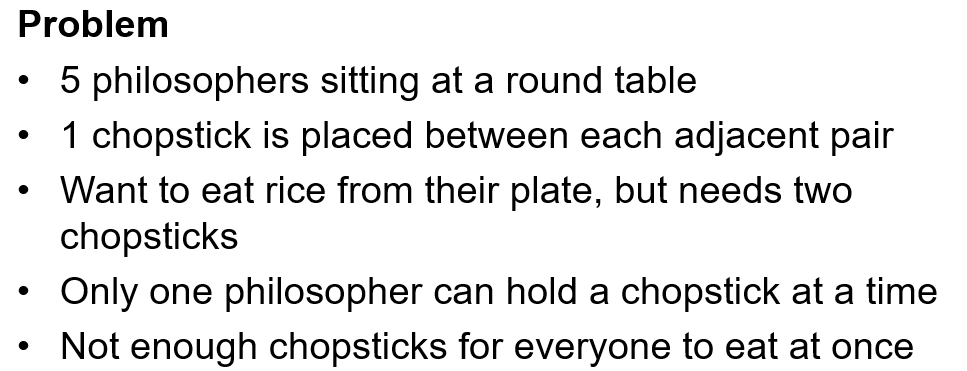 Problem
• 5 philosophers sitting at a round table
• 1 chopstick is placed between each adjacent pair
• Want to eat rice from their plate, but needs two
chopsticks
• Only one philosopher can hold a chopstick at a time
• Not enough chopsticks for everyone to eat at once